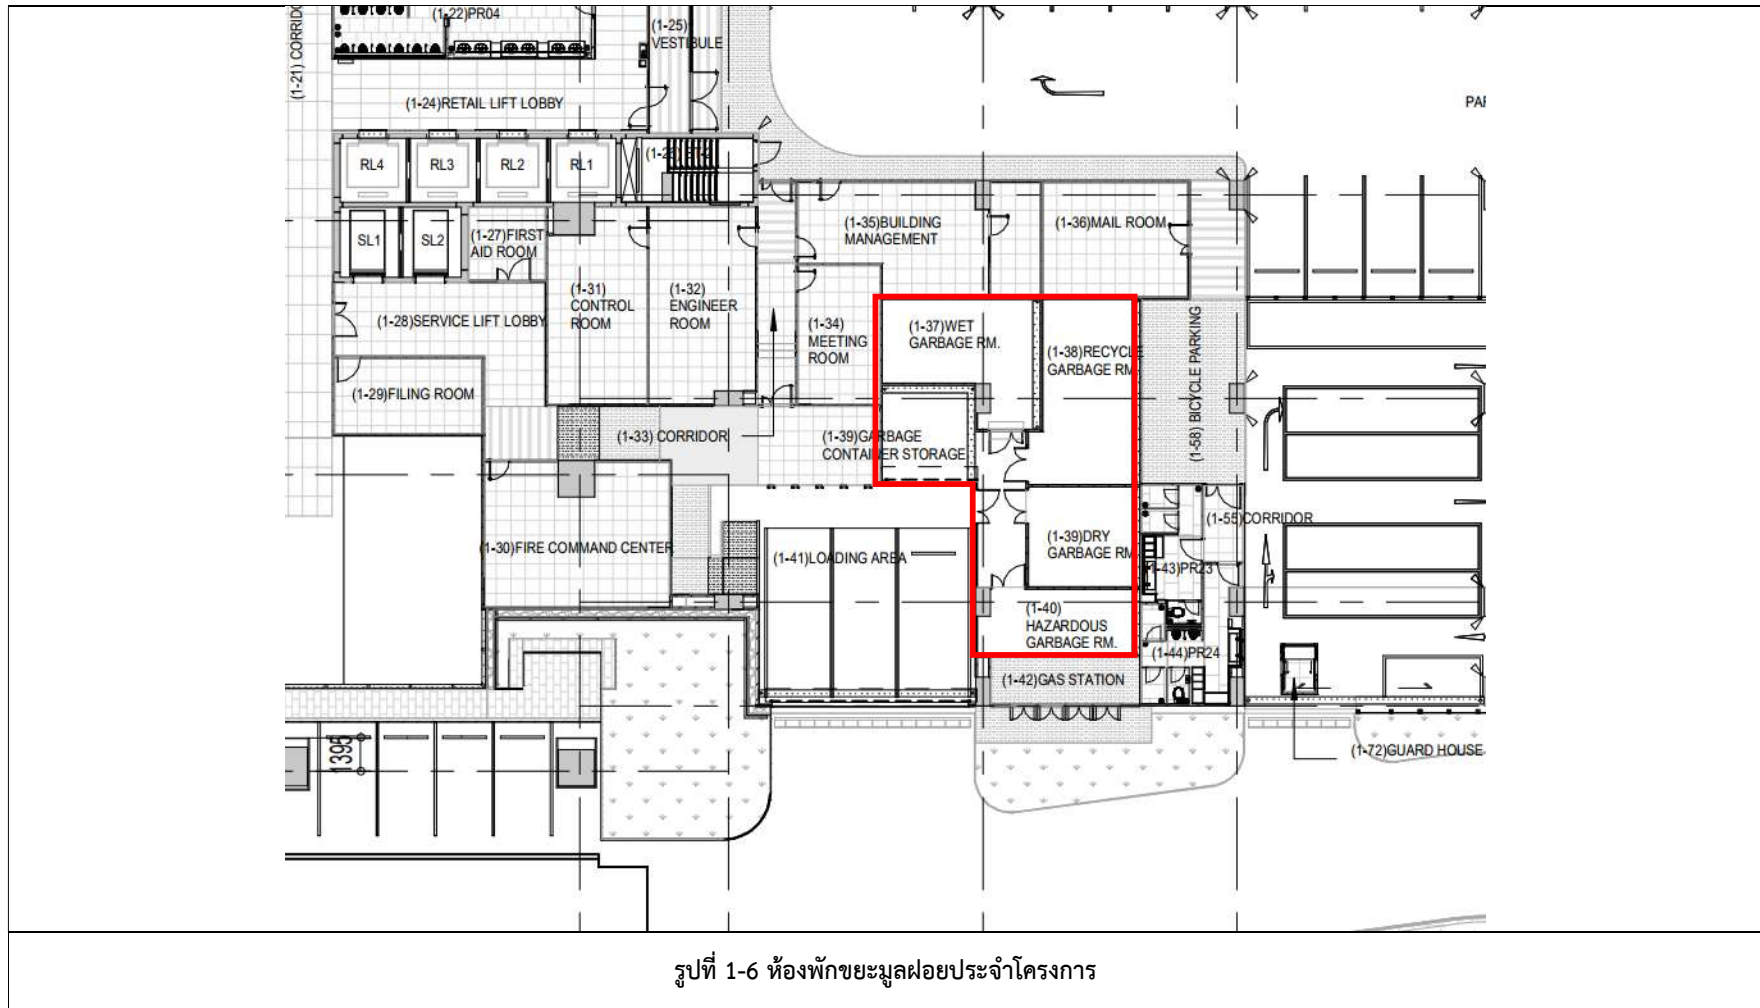 (1-22)PR04
(1-21) CORRIDO
(1-25)
VESTIBULE
(1-24)RETAIL LIFT LOBBY
PAR
RL4
RL3
RL2
RL1
SL1
SL2
(1-27)FIRST
AID ROOM
(1-35)BUILDING
MANAGEMENT
(1-36)MAIL ROOM
(1-31)
CONTROL
ROOM
(1-32)
ENGINEER
ROOM
(1-28)SERVICE LIFT LOBBY
(1-34)
MEETING
ROOM
(1-37)WET
GARBAGE RM.
(1-38)RECYCLE
GARBAGE RM.
(1-58) BICYCLE PARKING
(1-29)FILING ROOM
(1-33) CORRIDOR
(1-39)GARBAGE
CONTAINER STORAGE
(1-55)CORRIDOR
(1-30)FIRE COMMAND CENTER
(1-41)LOADING AREA
(1-39)DRY
GARBAGE RM.
(1-43)PR23
(1-40)
HAZARDOUS
GARBAGE RM.
(1-44)PR24
(1-42)GAS STATION
1395
(1-72)GUARD HOUSE
รูปที่ 1-6 ห้องพักขยะมูลฝอยประจำโครงการ